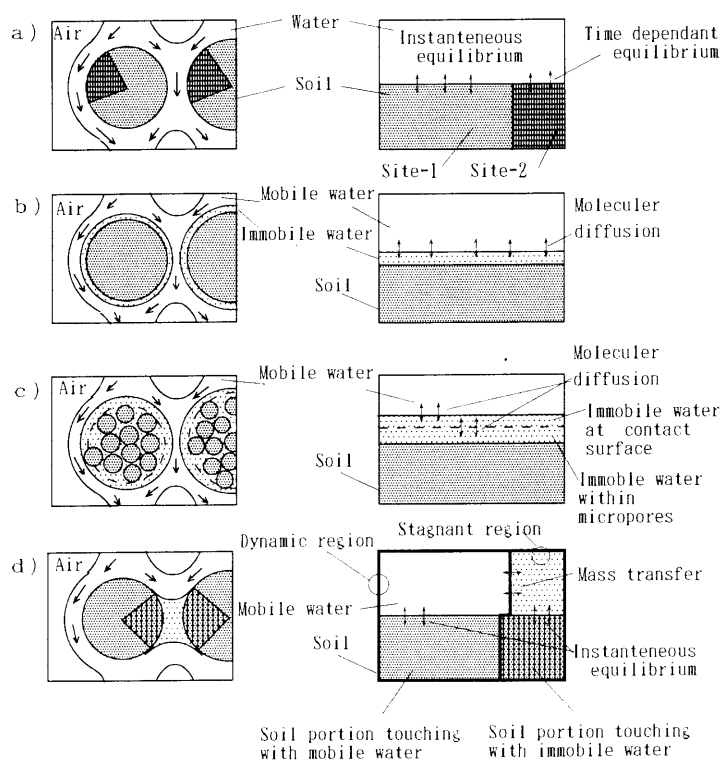 a) Air
Water
Soil
Instanteneous
equilibrium
Time dependant
equilibrium
Site-1
Site-2
b) Air
Mobile water
Immobile water
Soil
Moleculer
diffusion
c) Air
Mobile water
Soil
Moleculer
diffusion
Immobile water
at contact
surface
Immoble water
within
micropores
d) Air
Dynamic region
Stagnant region
Mobile water
Mass transfer
Soil
Instanteneous
equilibrium
Soil portion touching
with mobile water
Soil portion touching
with immobile water